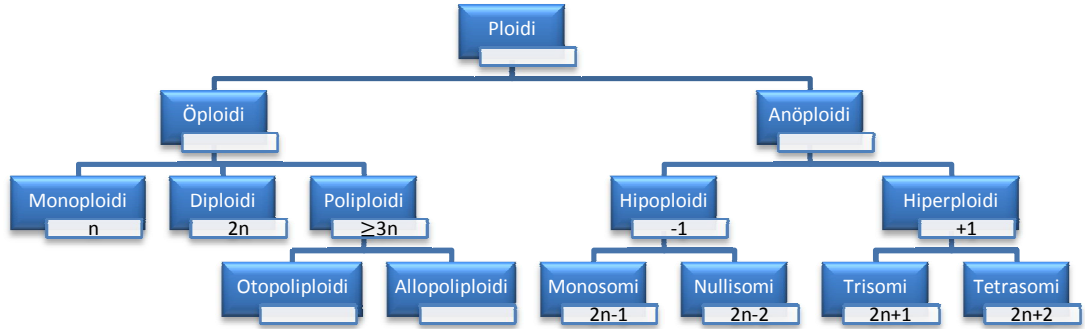 Ploidi
Öploidi
Anöploidi
Monoploidi
n
Diploidi
2n
Poliploidi
≥3n
Hipoploidi
-1
Hiperploidi
+1
Otopoliploidi
Allopoliploidi
Monosomi
2n-1
Nullisomi
2n-2
Trisomi
2n+1
Tetrasomi
2n+2